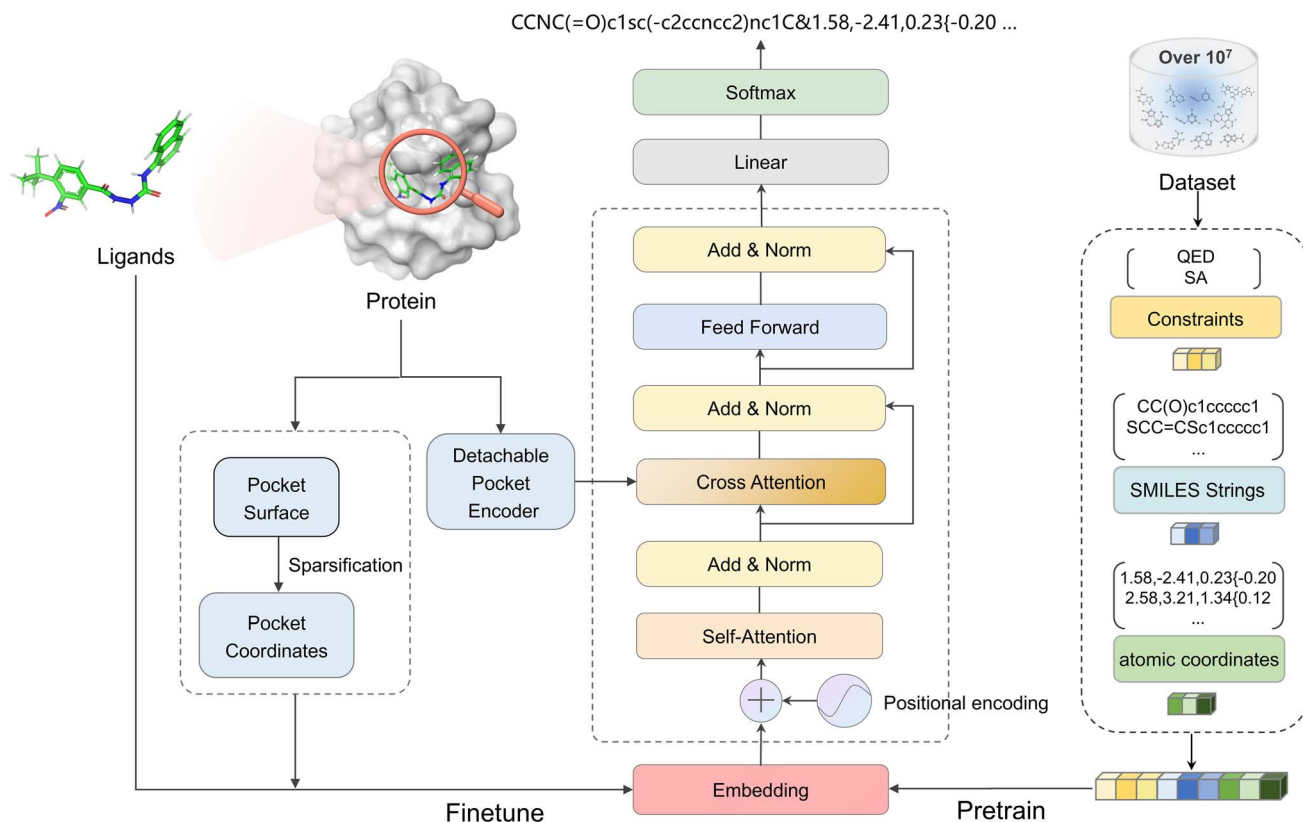 CCNC(=O)c1sc(-c2ccncc2)nc1C&1.58,-2.41,0.23{-0.20 ...
Softmax
Linear
Add & Norm
Feed Forward
Add & Norm
Cross Attention
Add & Norm
Self-Attention
Positional encoding
Embedding
Ligands
Protein
Pocket
Surface
Sparsification
Pocket
Coordinates
Detachable
Pocket
Encoder
Finetune
Pretrain
Over 10⁷
Dataset
QED
SA
Constraints
CC(O)c1ccccc1
SCC=CSc1ccccc1
...
SMILES Strings
1.58,-2.41,0.23{-0.20
2.58,3.21,1.34{0.12
...
atomic coordinates